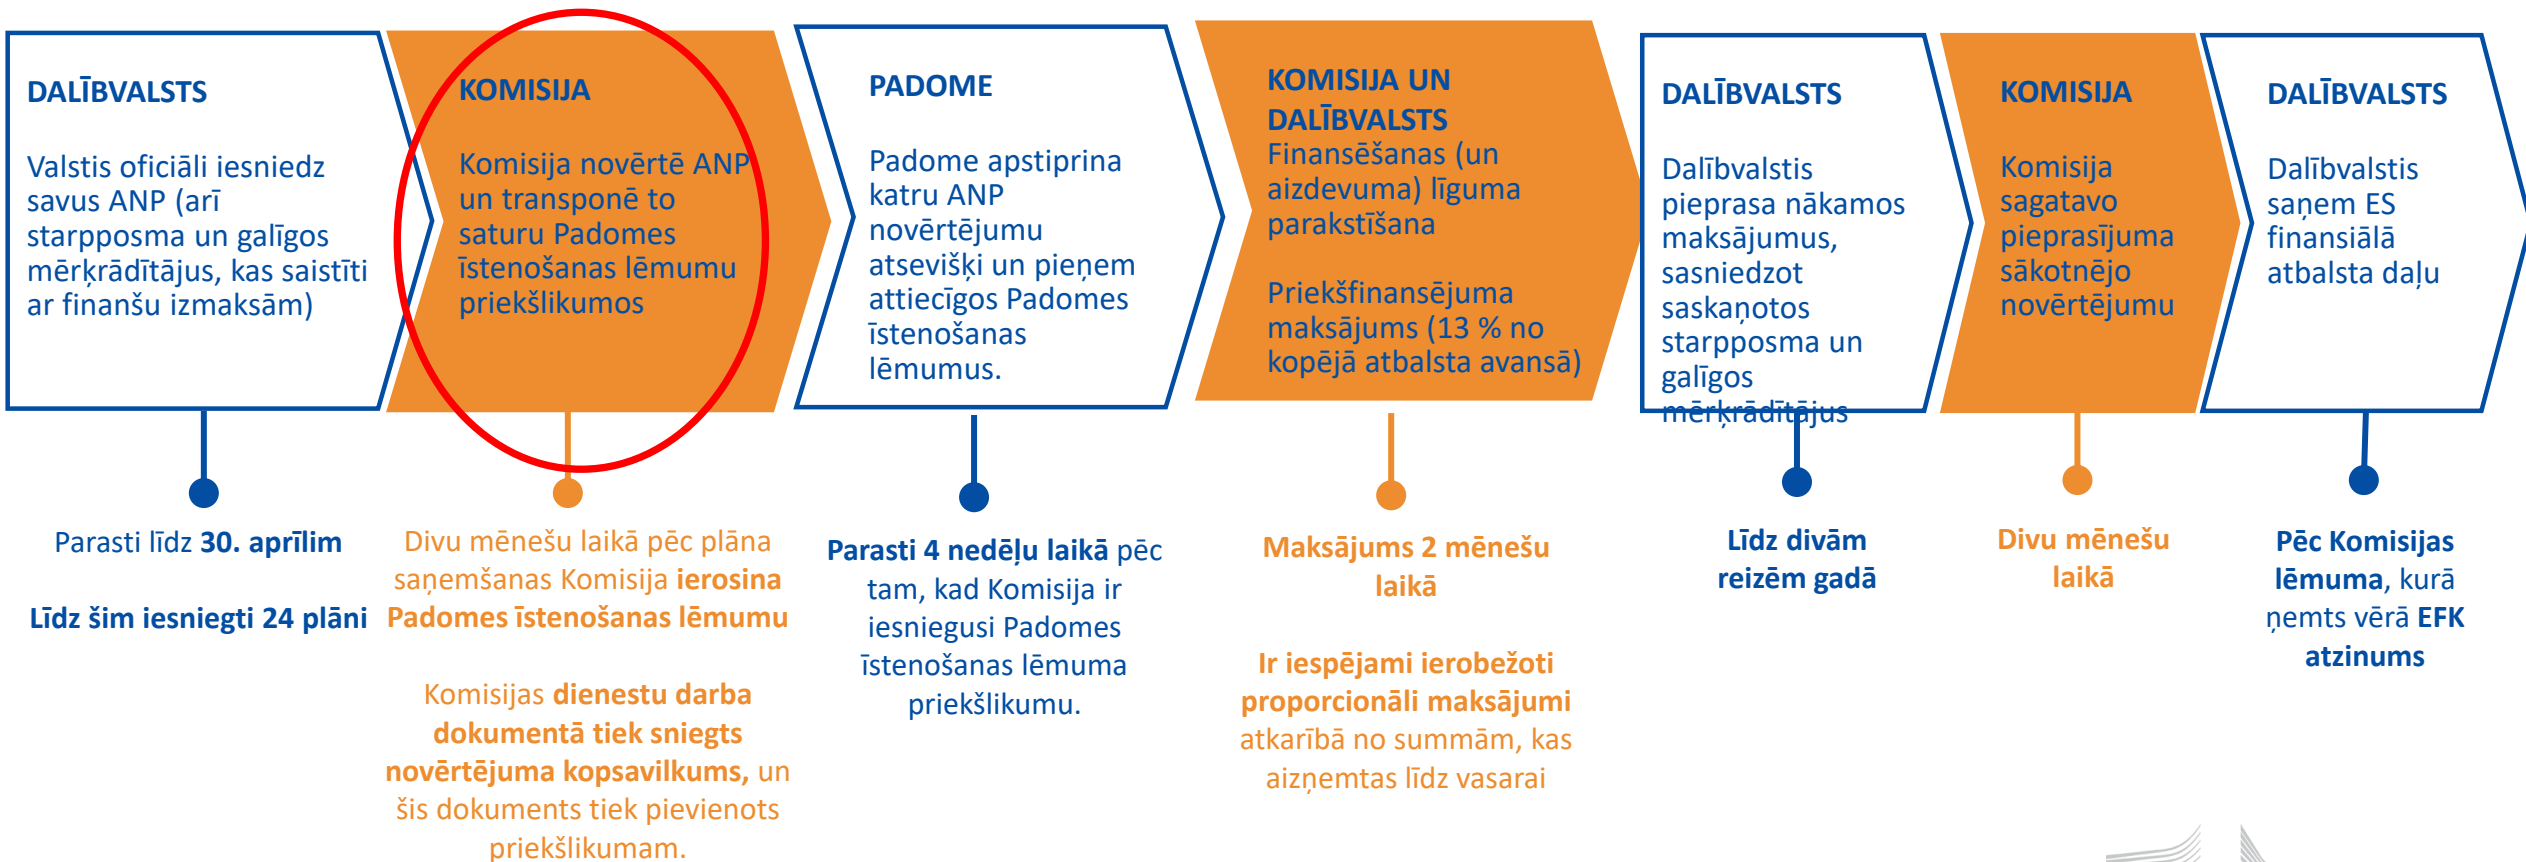 DALĪBVALSTS
Valstis oficiāli iesniedz
savus ANP (arī
starpposma un galīgos
mērķrādītājus, kas saistīti
ar finanšu izmaksām)
Parasti līdz 30. aprīlim
Līdz šim iesniegti 24 plāni
KOMISIJA
Komisija novērtē ANP
un transponē to
saturu Padomes
īstenošanas lēmumu
priekšlikumos
Divu mēnešu laikā pēc plāna
saņemšanas Komisija ierosina
Padomes īstenošanas lēmumu
Komisijas dienestu darba
dokumentā tiek sniegts
novērtējuma kopsavilkums, un
šis dokuments tiek pievienots
priekšlikumam.
PADOME
Padome apstiprina
katru ANP
novērtējumu
atsevišķi un pieņem
attiecīgos Padomes
īstenošanas
lēmumus.
Parasti 4 nedēļu laikā pēc
tam, kad Komisija ir
iesniegusi Padomes
īstenošanas lēmuma
priekšlikumu.
KOMISIJA UN
DALĪBVALSTS
Finansēšanas (un
aizdevuma) līguma
parakstīšana
Priekšfinansējuma
maksājums (13 % no
kopējā atbalsta avansā)
Maksājums 2 mēnešu
laikā
Ir iespējami ierobežoti
proporcionāli maksājumi
atkarībā no summām, kas
aizņemtas līdz vasarai
DALĪBVALSTS
Dalībvalstis
pieprasa nākamos
maksājumus,
sasniedzot
saskaņotos
starpposma un
galīgos
mērķrādītājus
Līdz divām
reizēm gadā
KOMISIJA
Komisija
sagatavo
pieprasījuma
sākotnējo
novērtējumu
Divu mēnešu
laikā
DALĪBVALSTS
Dalībvalstis
saņem ES
finansiālā
atbalsta daļu
Pēc Komisijas
lēmuma, kurā
ņemts vērā EFK
atzinums